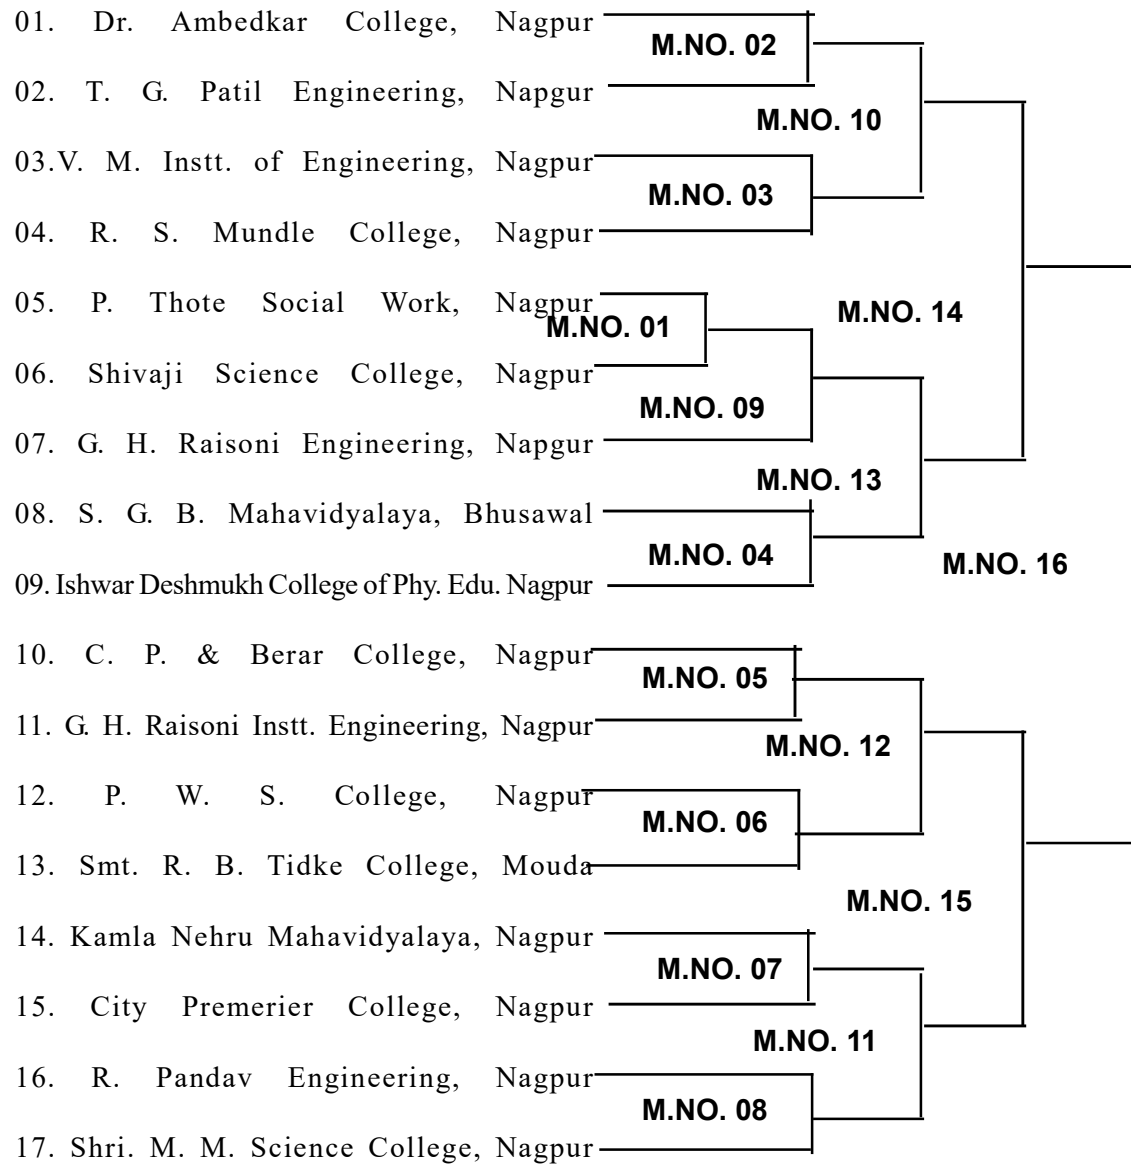 01. Dr. Ambedkar College, Nagpur
M.NO. 02
02. T. G. Patil Engineering, Napgur
M.NO. 10
03.V. M. Instt. of Engineering, Nagpur
M.NO. 03
04. R. S. Mundle College, Nagpur
05. P. Thote Social Work, Nagpur
M.NO. 14
M.NO. 01
06. Shivaji Science College, Nagpur
M.NO. 09
07. G. H. Raisoni Engineering, Napgur
M.NO. 13
08. S. G. B. Mahavidyalaya, Bhusawal
M.NO. 04
M.NO. 16
09. Ishwar Deshmukh College of Phy. Edu. Nagpur
10. C. P. & Berar College, Nagpur
M.NO. 05
11. G. H. Raisoni Instt. Engineering, Nagpur
M.NO. 12
12. P. W. S. College, Nagpur
M.NO. 06
13. Smt. R. B. Tidke College, Mouda
M.NO. 15
14. Kamla Nehru Mahavidyalaya, Nagpur
M.NO. 07
15. City Premerier College, Nagpur
M.NO. 11
16. R. Pandav Engineering, Nagpur
M.NO. 08
17. Shri. M. M. Science College, Nagpur